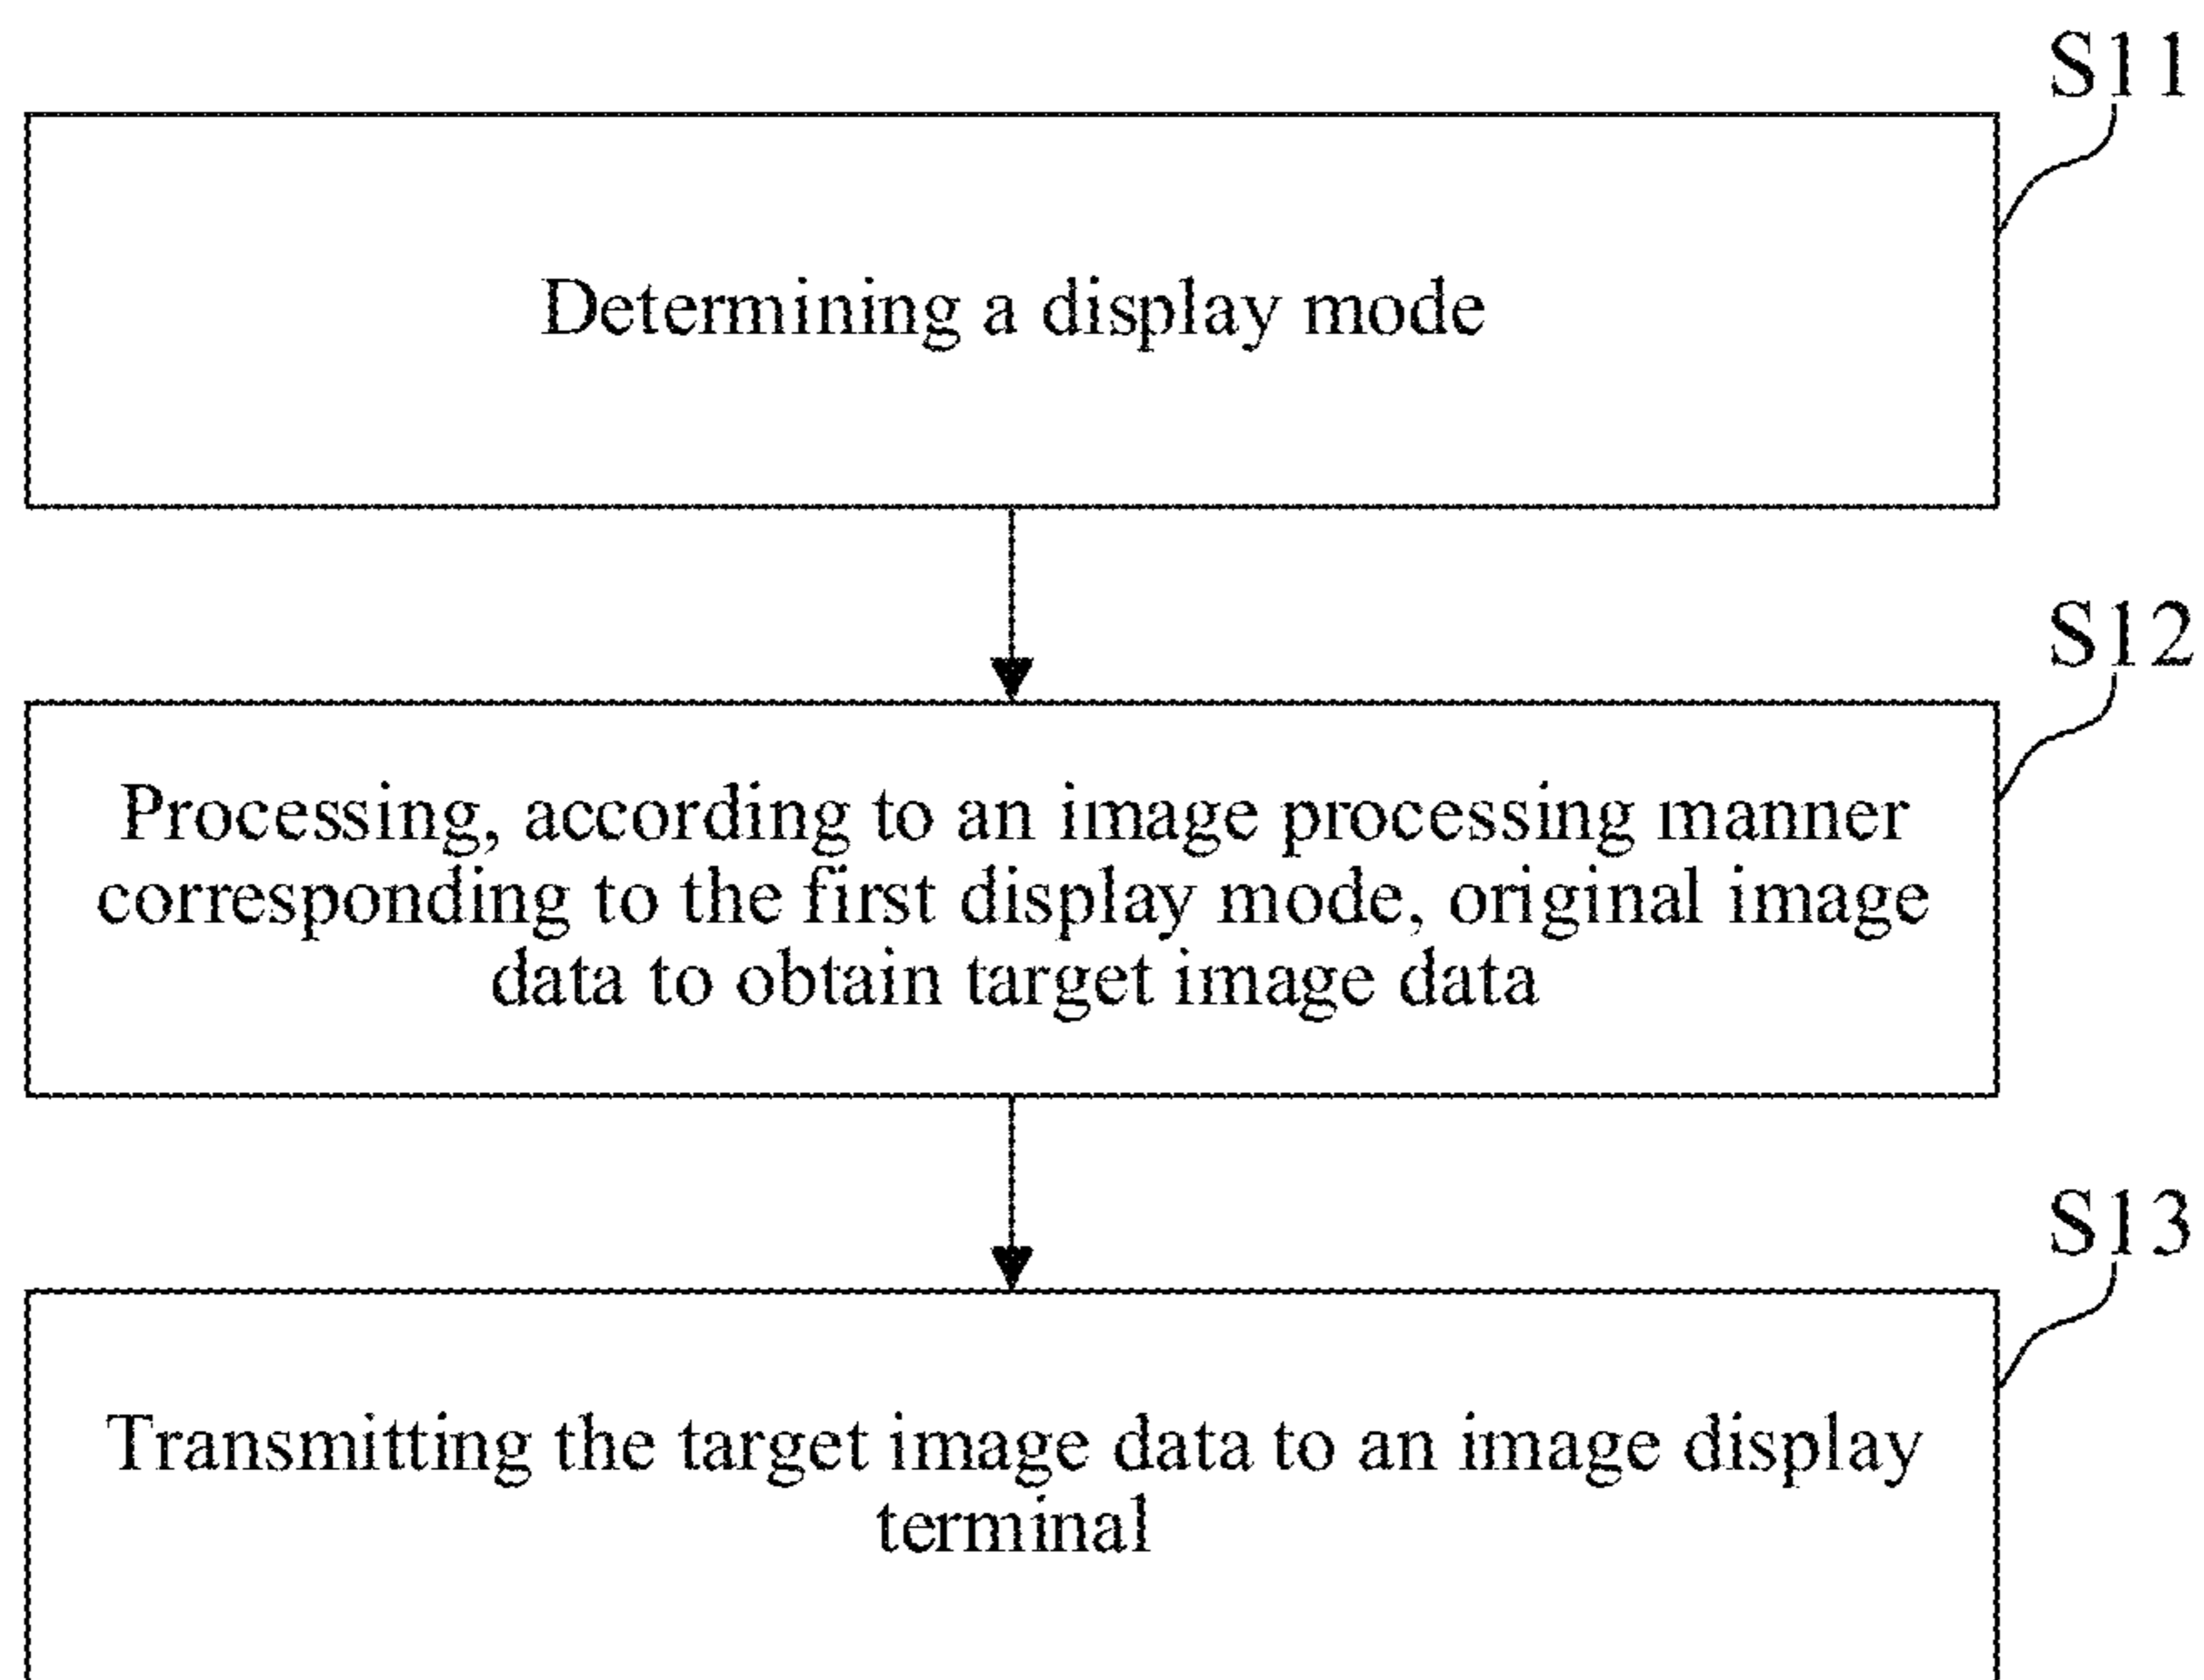 S11
Determining a display mode
S12
Processing, according to an image processing manner
corresponding to the first display mode, original image
data to obtain target image data
S13
Transmitting the target image data to an image display
terminal